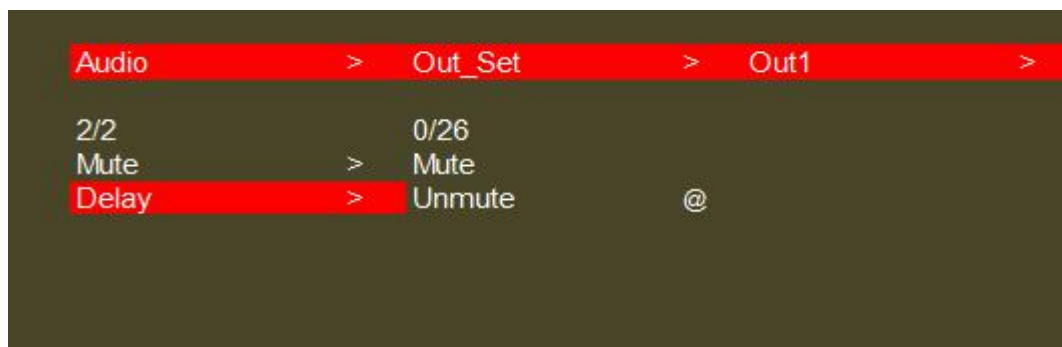 Audio > Out_Set > Out1 >
2/2 0/26
Mute > Mute
Delay > Unmute @